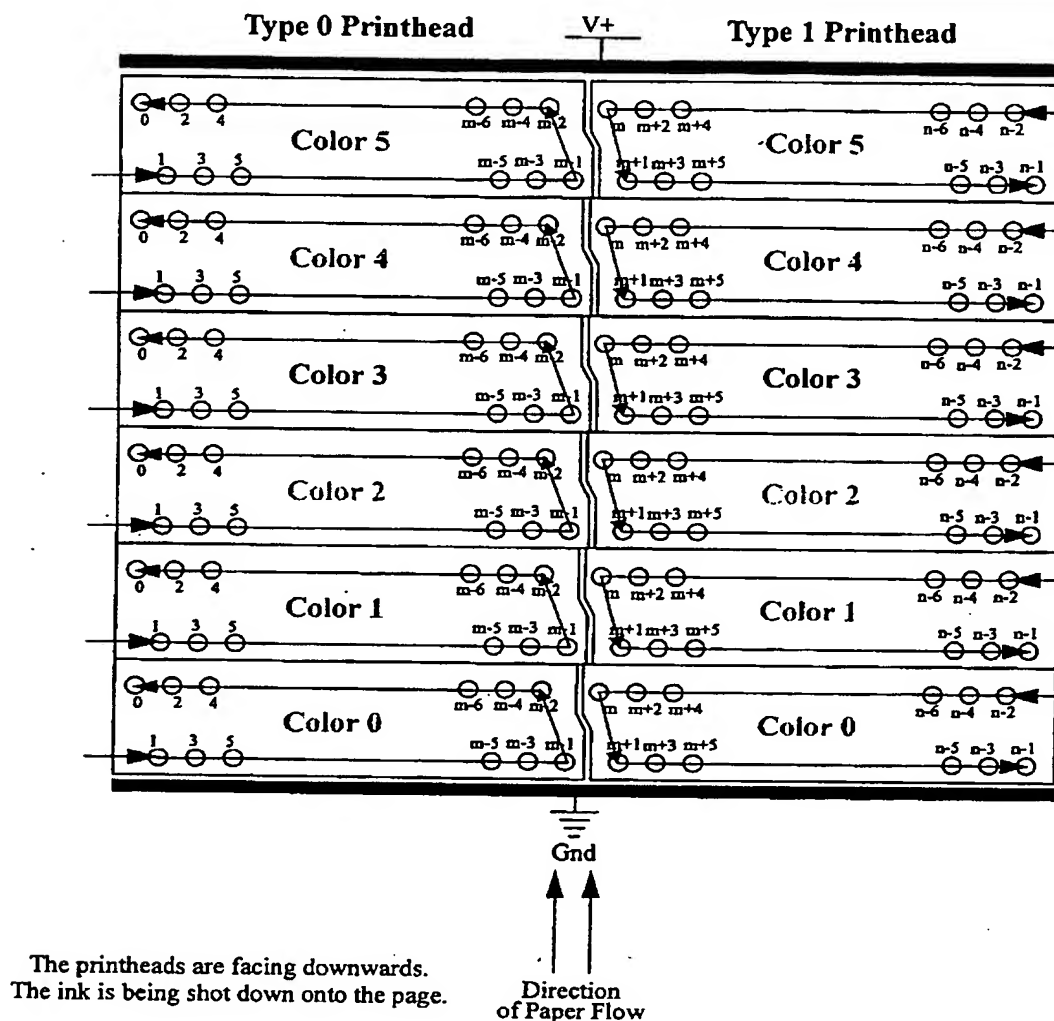 Type 0 Printhead V+ Type 1 Printhead
0 2 4 m-6 m-4 m-2 m m+2 m+4 n-6 n-4 n-2
Color 5 Color 5
1 3 5 m-5 m-3 m-1 m+1 m+3 m+5 n-5 n-3 n-1
0 2 4 m-6 m-4 m-2 m m+2 m+4 n-6 n-4 n-2
Color 4 Color 4
1 3 5 m-5 m-3 m-1 m+1 m+3 m+5 n-5 n-3 n-1
0 2 4 m-6 m-4 m-2 m m+2 m+4 n-6 n-4 n-2
Color 3 Color 3
1 3 5 m-5 m-3 m-1 m+1 m+3 m+5 n-5 n-3 n-1
0 2 4 m-6 m-4 m-2 m m+2 m+4 n-6 n-4 n-2
Color 2 Color 2
1 3 5 m-5 m-3 m-1 m+1 m+3 m+5 n-5 n-3 n-1
0 2 4 m-6 m-4 m-2 m m+2 m+4 n-6 n-4 n-2
Color 1 Color 1
1 3 5 m-5 m-3 m-1 m+1 m+3 m+5 n-5 n-3 n-1
0 2 4 m-6 m-4 m-2 m m+2 m+4 n-6 n-4 n-2
Color 0 Color 0
1 3 5 m-5 m-3 m-1 m+1 m+3 m+5 n-5 n-3 n-1
Gnd
The printheads are facing downwards.
The ink is being shot down onto the page.
Direction
of Paper Flow